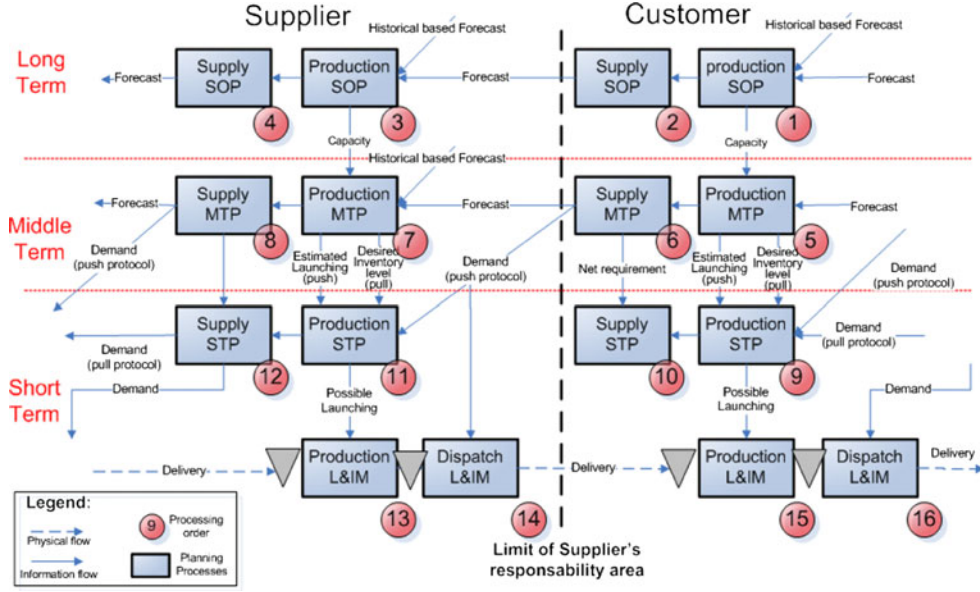 Supplier
Customer
Historical based Forecast
Historical based Forecast
Long
Term
Forecast
Supply
SOP
Production
SOP
Forecast
Supply
SOP
production
SOP
Forecast
4
3
2
1
Capacity
Capacity
Historical based Forecast
Middle
Term
Forecast
Supply
MTP
Production
MTP
Forecast
Supply
MTP
Production
MTP
Forecast
8
7
6
5
Demand
(push protocol)
Estimated
Launching
(push)
Desired
Inventory
level
(pull)
Demand
(push protocol)
Net requirement
Estimated
Launching
(push)
Desired
Inventory
level
(pull)
Demand
(push protocol)
Supply
STP
Production
STP
Supply
STP
Production
STP
Demand
(pull protocol)
Demand
(pull protocol)
12
11
10
9
Short
Term
Demand
Possible
Launching
Possible
Launching
Demand
Delivery
Production
L&IM
Dispatch
L&IM
Delivery
Production
L&IM
Dispatch
L&IM
Delivery
13
14
15
16
Legend:
Physical flow
Information flow
9
Processing
order
Planning
Processes
Limit of Supplier's
responsability area